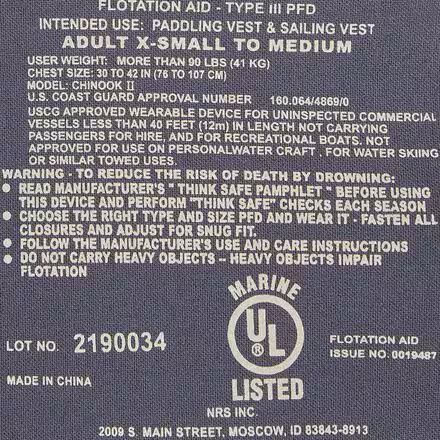 FLOTATION AID - TYPE III PFD
INTENDED USE: PADDLING VEST & SAILING VEST
ADULT X-SMALL TO MEDIUM
USER WEIGHT: MORE THAN 90 LBS (41 KG)
CHEST SIZE: 30 TO 42 IN (76 TO 107 CM)
MODEL: CHINOOK II
U.S. COAST GUARD APPROVAL NUMBER 160.064/4869/0
USCG APPROVED WEARABLE DEVICE FOR UNINSPECTED COMMERCIAL
VESSELS LESS THAN 40 FEET (12m) IN LENGTH NOT CARRYING
PASSENGERS FOR HIRE, AND FOR RECREATIONAL BOATS. NOT
APPROVED FOR USE ON PERSONALWATER CRAFT . FOR WATER SKIING
OR SIMILAR TOWED USES.
WARNING - TO REDUCE THE RISK OF DEATH BY DROWNING:
● READ MANUFACTURER'S " THINK SAFE PAMPHLET " BEFORE USING
THIS DEVICE AND PERFORM "THINK SAFE" CHECKS EACH SEASON
● CHOOSE THE RIGHT TYPE AND SIZE PFD AND WEAR IT - FASTEN ALL
CLOSURES AND ADJUST FOR SNUG FIT.
● FOLLOW THE MANUFACTURER'S USE AND CARE INSTRUCTIONS
● DO NOT CARRY HEAVY OBJECTS – HEAVY OBJECTS IMPAIR
FLOTATION
MARINE
UL
®
LISTED
LOT NO. 2190034
FLOTATION AID
ISSUE NO. 0019487
MADE IN CHINA
NRS INC.
2009 S. MAIN STREET, MOSCOW, ID 83843-8913